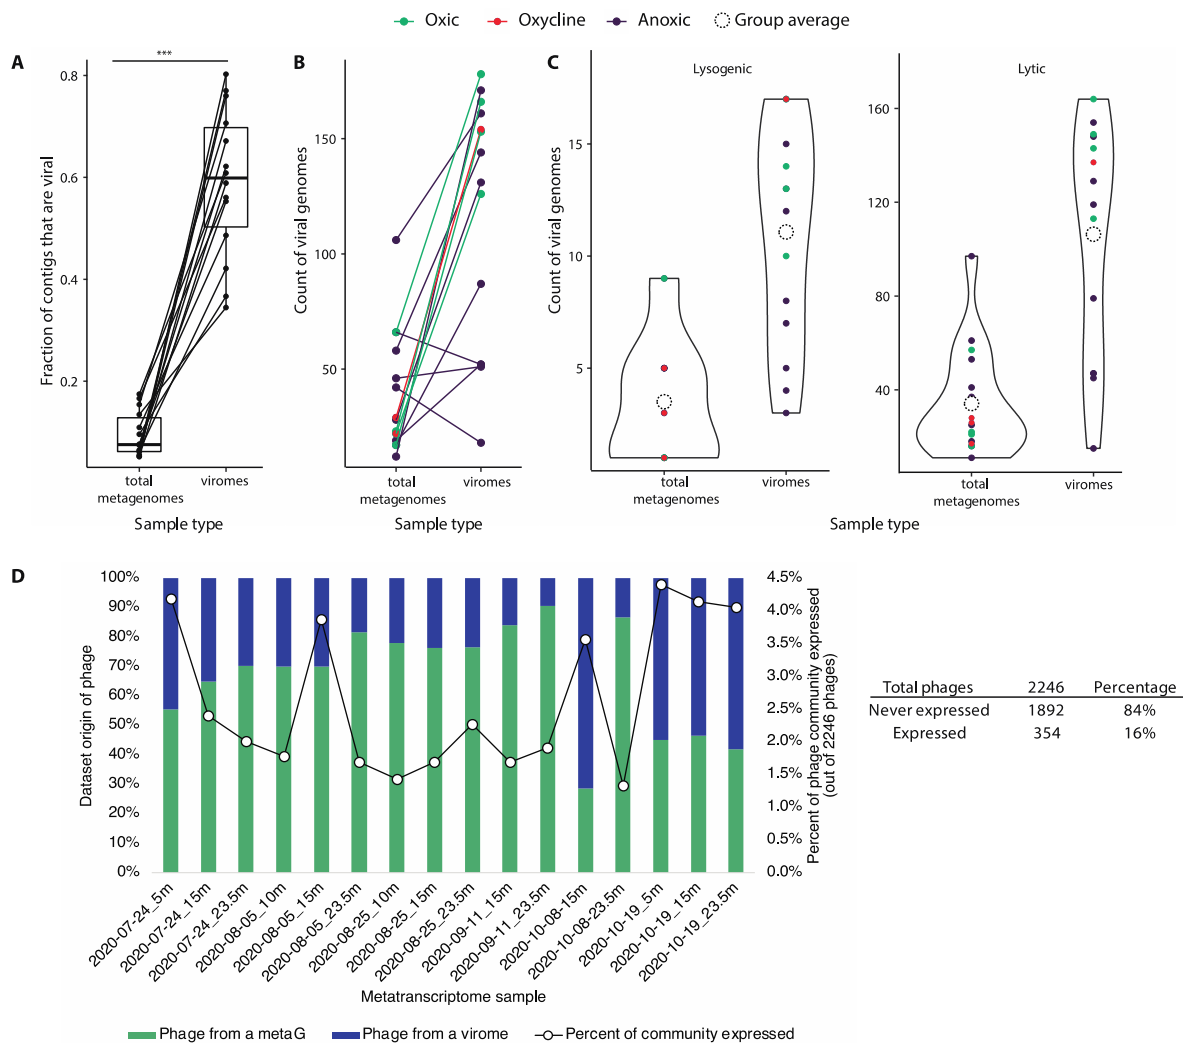 Oxic Oxycline Anoxic Group average
A
***
Fraction of contigs that are viral
0.8
0.6
0.4
0.2
total
metagenomes
viromes
Sample type
B
Count of viral genomes
150
100
50
total
metagenomes
viromes
Sample type
C
Lysogenic
Count of viral genomes
15
10
5
total
metagenomes
viromes
Lytic
160
120
80
40
total
metagenomes
viromes
Sample type
D
Dataset origin of phage
100%
90%
80%
70%
60%
50%
40%
30%
20%
10%
0%
4.5%
4.0%
3.5%
3.0%
2.5%
2.0%
1.5%
1.0%
0.5%
0.0%
Percent of phage community expressed
(out of 2246 phages)
2020-07-24_5m
2020-07-24_15m
2020-07-24_23.5m
2020-08-05_10m
2020-08-05_15m
2020-08-05_23.5m
2020-08-25_10m
2020-08-25_15m
2020-08-25_23.5m
2020-09-11_15m
2020-09-11_23.5m
2020-10-08-15m
2020-10-08-23.5m
2020-10-19_5m
2020-10-19_15m
2020-10-19_23.5m
Metatranscriptome sample
Phage from a metaG Phage from a virome Percent of community expressed
Total phages 2246 Percentage
Never expressed 1892 84%
Expressed 354 16%